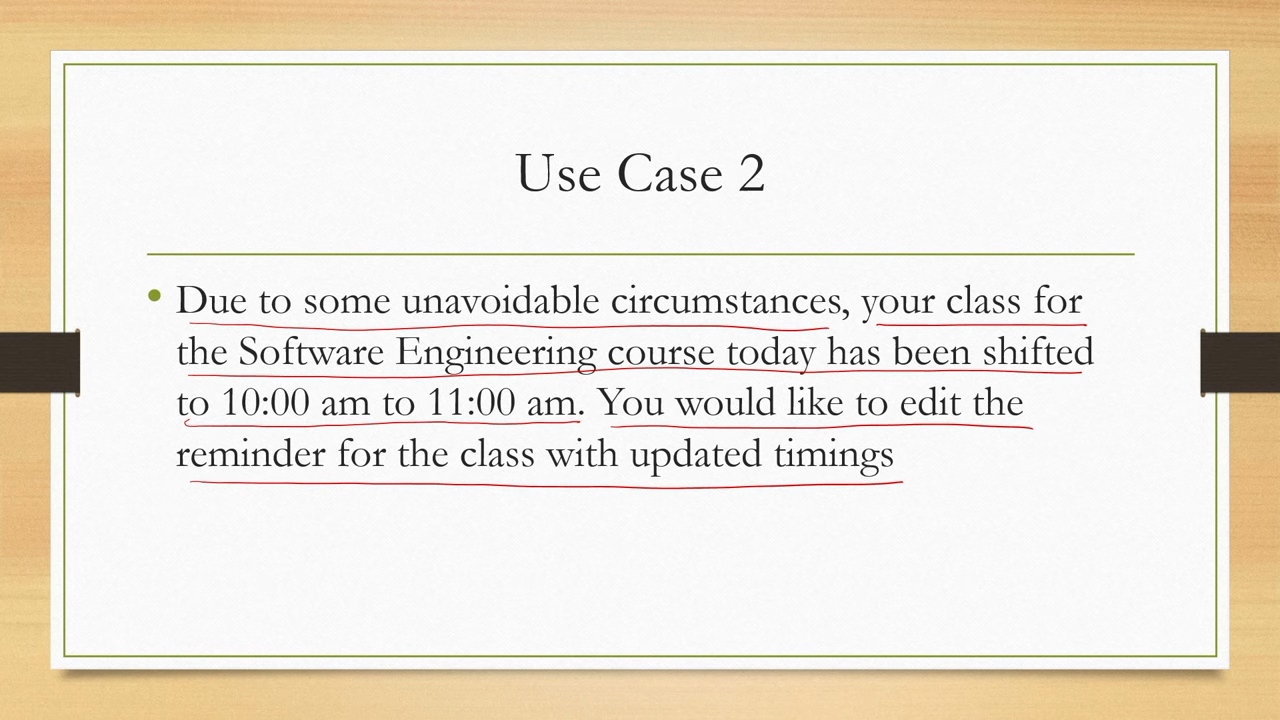 Use Case 2
• Due to some unavoidable circumstances, your class for
the Software Engineering course today has been shifted
to 10:00 am to 11:00 am. You would like to edit the
reminder for the class with updated timings